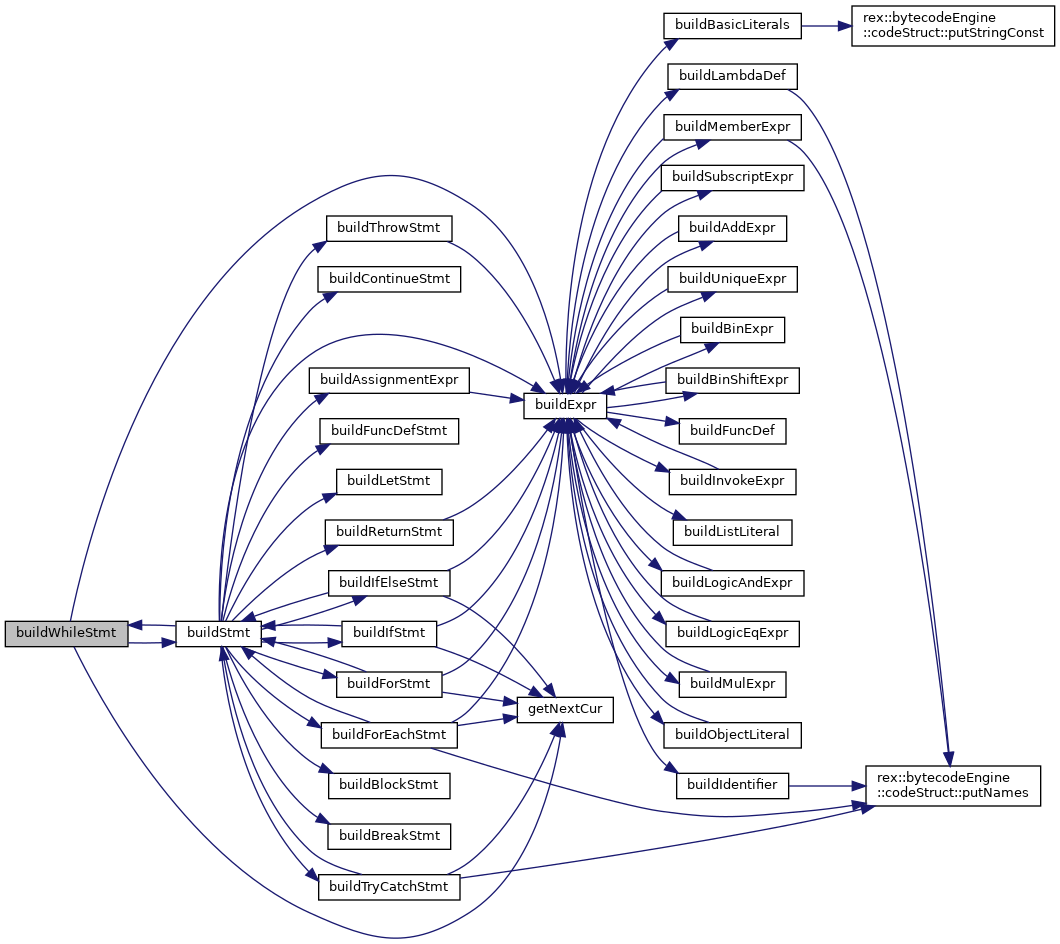 buildWhileStmt
buildStmt
buildThrowStmt
buildContinueStmt
buildAssignmentExpr
buildFuncDefStmt
buildLetStmt
buildReturnStmt
buildIfElseStmt
buildIfStmt
buildForStmt
buildForEachStmt
buildBlockStmt
buildBreakStmt
buildTryCatchStmt
buildExpr
getNextCur
buildBasicLiterals
buildLambdaDef
buildMemberExpr
buildSubscriptExpr
buildAddExpr
buildUniqueExpr
buildBinExpr
buildBinShiftExpr
buildFuncDef
buildInvokeExpr
buildListLiteral
buildLogicAndExpr
buildLogicEqExpr
buildMulExpr
buildObjectLiteral
buildIdentifier
rex::bytecodeEngine
::codeStruct::putStringConst
rex::bytecodeEngine
::codeStruct::putNames